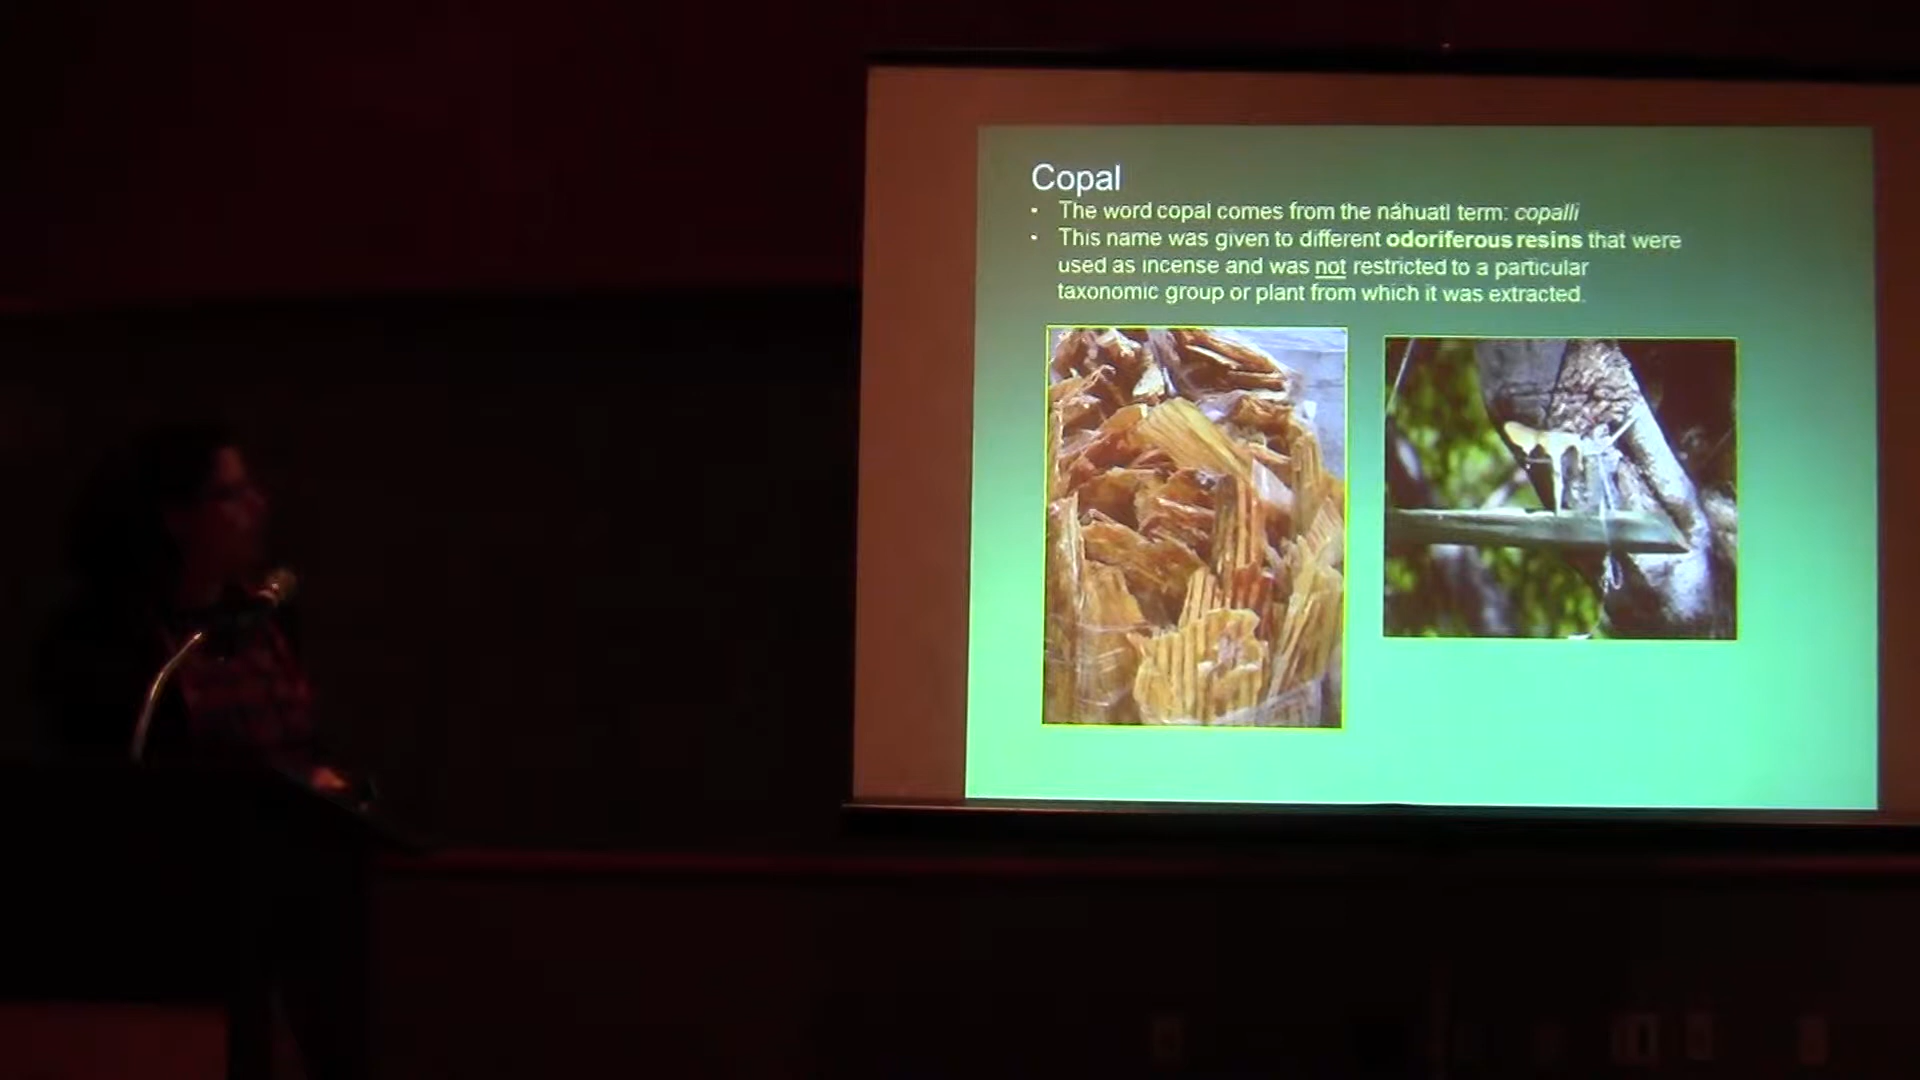 Copal
• The word copal comes from the náhuatl term: copalli
• This name was given to different odoriferous resins that were
used as incense and was not restricted to a particular
taxonomic group or plant from which it was extracted.